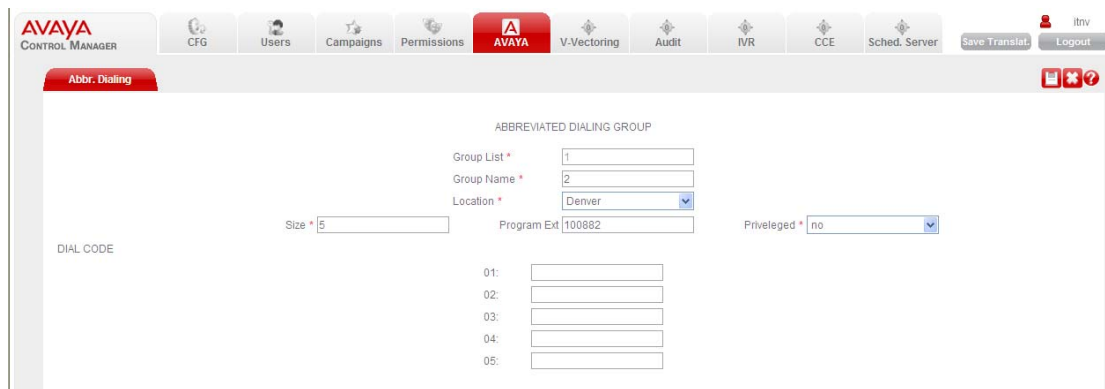 AVAYA
CONTROL MANAGER
CFG
Users
Campaigns
Permissions
AVAYA
V-Vectoring
Audit
IVR
CCE
Sched. Server
itnv
Save Translat.
Logout
Abbr. Dialing
ABBREVIATED DIALING GROUP
Group List * 1
Group Name * 2
Location * Denver
Size * 5 Program Ext 100882 Priveleged * no
DIAL CODE
01:
02:
03:
04:
05: